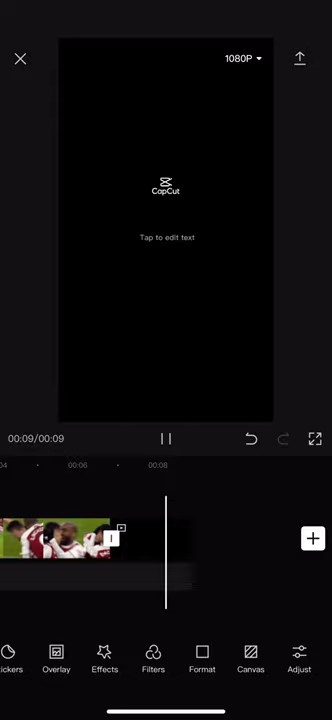 1080P
CapCut
Tap to edit text
00:09/00:09
04 00:06 00:08
ickers Overlay Effects Filters Format Canvas Adjust